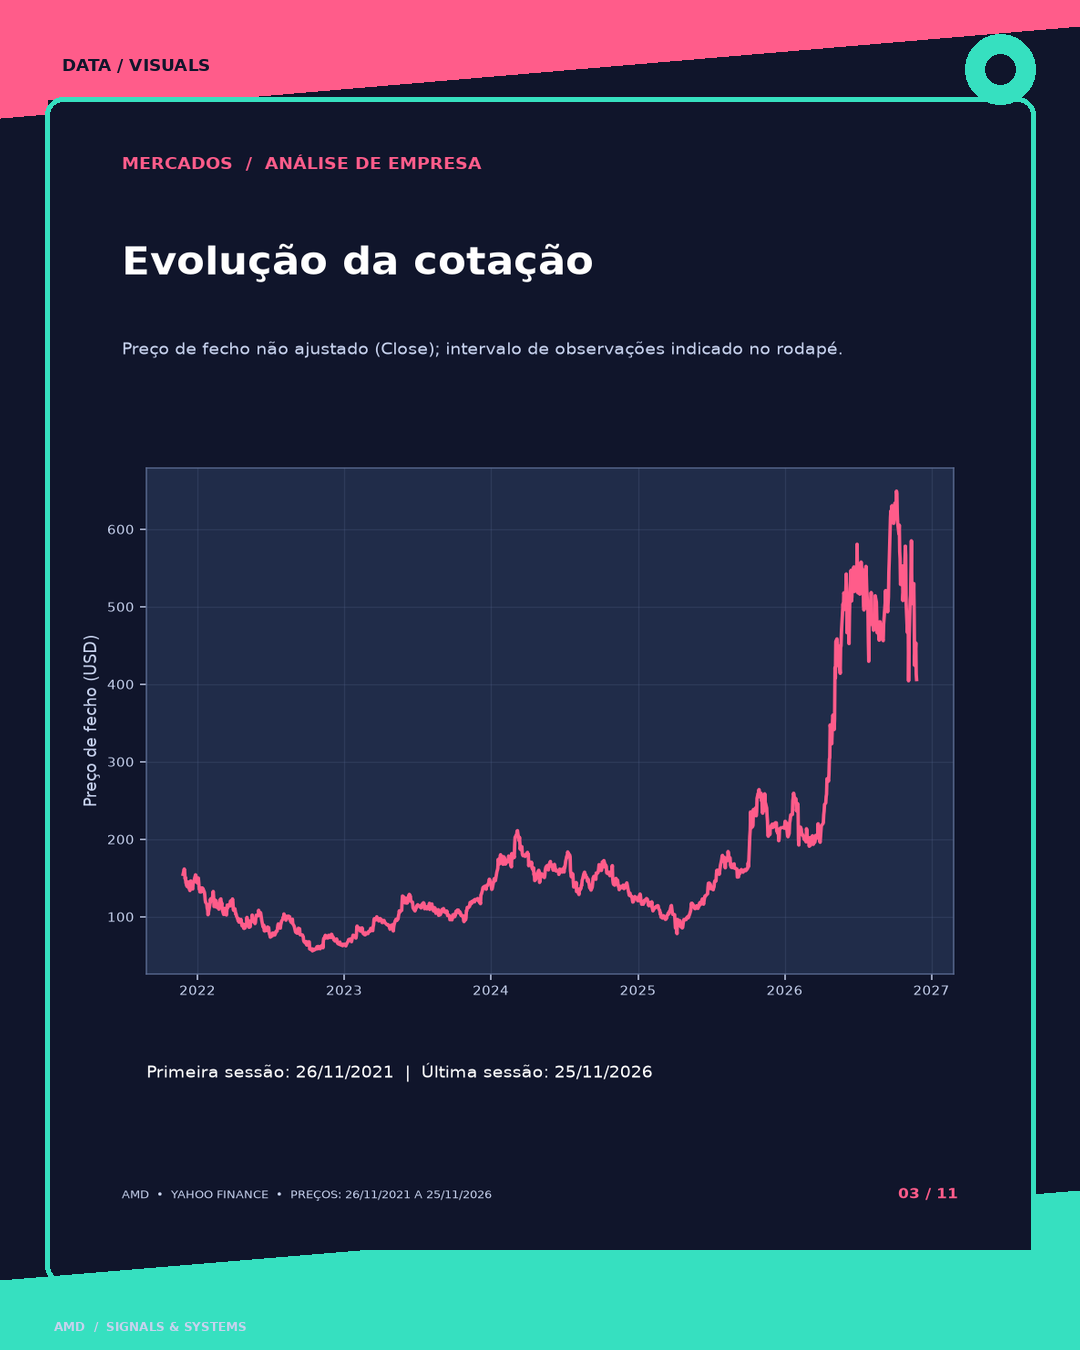 DATA / VISUALS
MERCADOS / ANÁLISE DE EMPRESA
Evolução da cotação
Preço de fecho não ajustado (Close); intervalo de observações indicado no rodapé.
Preço de fecho (USD)
600
500
400
300
200
100
2022 2023 2024 2025 2026 2027
Primeira sessão: 26/11/2021 | Última sessão: 25/11/2026
AMD • YAHOO FINANCE • PREÇOS: 26/11/2021 A 25/11/2026
03 / 11
AMD / SIGNALS & SYSTEMS